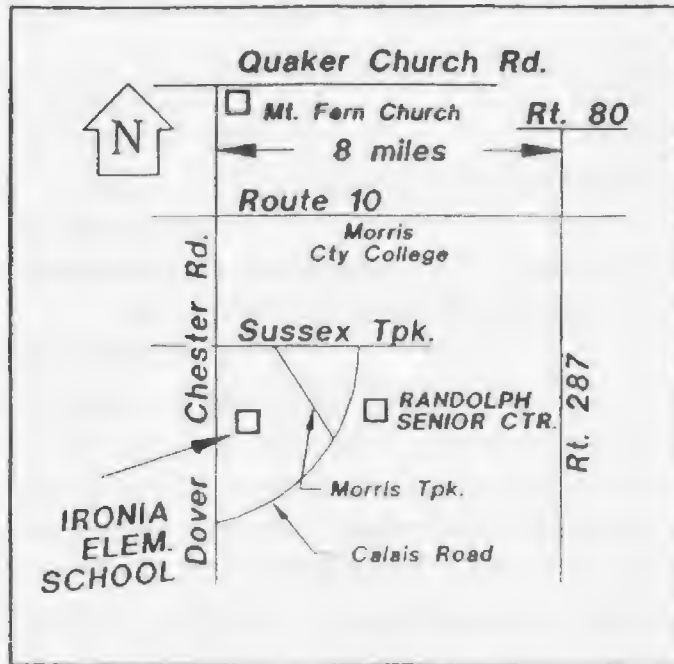 Quaker Church Rd.
N
Mt. Fern Church
Rt. 80
8 miles
Route 10
Morris
Cty College
Dover Chester Rd.
Sussex Tpk.
RANDOLPH
SENIOR CTR.
Rt. 287
Morris Tpk.
IRONIA
ELEM.
SCHOOL
Calais Road